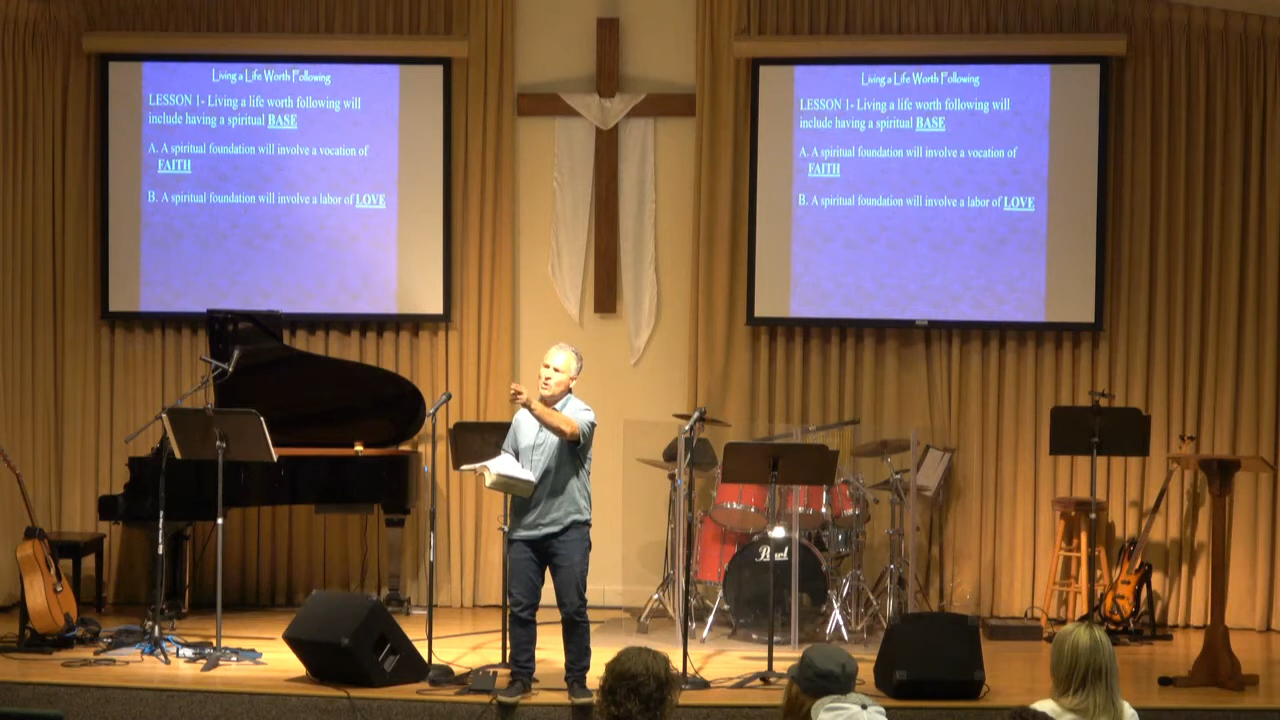 Living a Life Worth Following
LESSON 1- Living a life worth following will
include having a spiritual BASE
A. A spiritual foundation will involve a vocation of
FAITH
B. A spiritual foundation will involve a labor of LOVE
Living a Life Worth Following
LESSON 1- Living a life worth following will
include having a spiritual BASE
A. A spiritual foundation will involve a vocation of
FAITH
B. A spiritual foundation will involve a labor of LOVE
Pearl